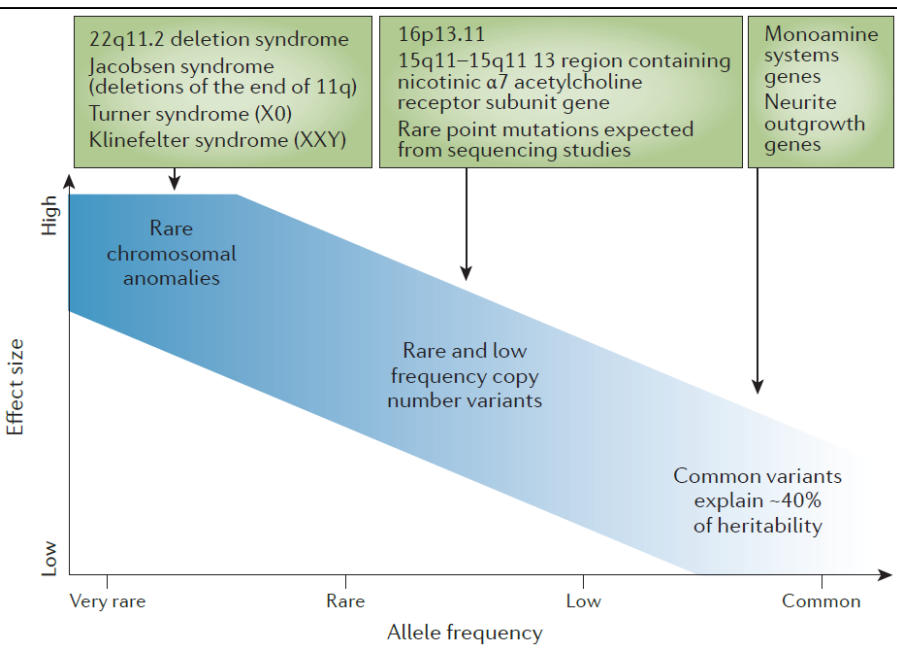 22q11.2 deletion syndrome
Jacobsen syndrome
(deletions of the end of 11q)
Turner syndrome (X0)
Klinefelter syndrome (XXY)
16p13.11
15q11–15q11 13 region containing
nicotinic α7 acetylcholine
receptor subunit gene
Rare point mutations expected
from sequencing studies
Monoamine
systems
genes
Neurite
outgrowth
genes
High
Effect size
Low
Rare
chromosomal
anomalies
Rare and low
frequency copy
number variants
Common variants
explain ~40%
of heritability
Very rare
Rare
Low
Common
Allele frequency